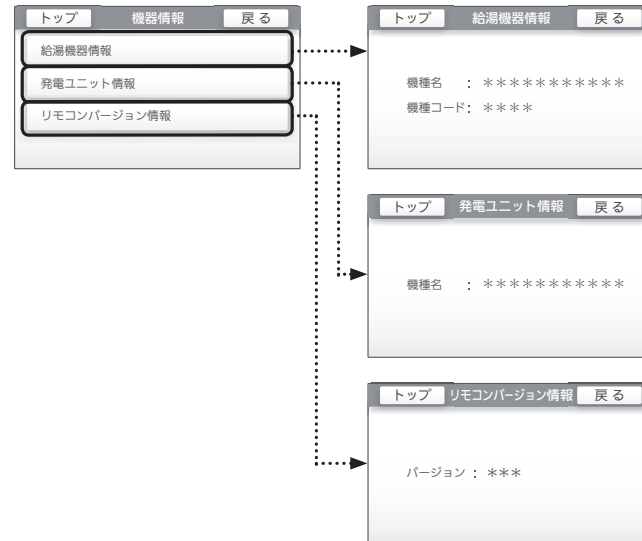 トップ 機器情報 戻る
給湯機器情報
発電ユニット情報
リモコンバージョン情報
トップ 給湯機器情報 戻る
機種名 : ***********
機種コード: ****
トップ 発電ユニット情報 戻る
機種名 : ***********
トップ リモコンバージョン情報 戻る
バージョン : ***